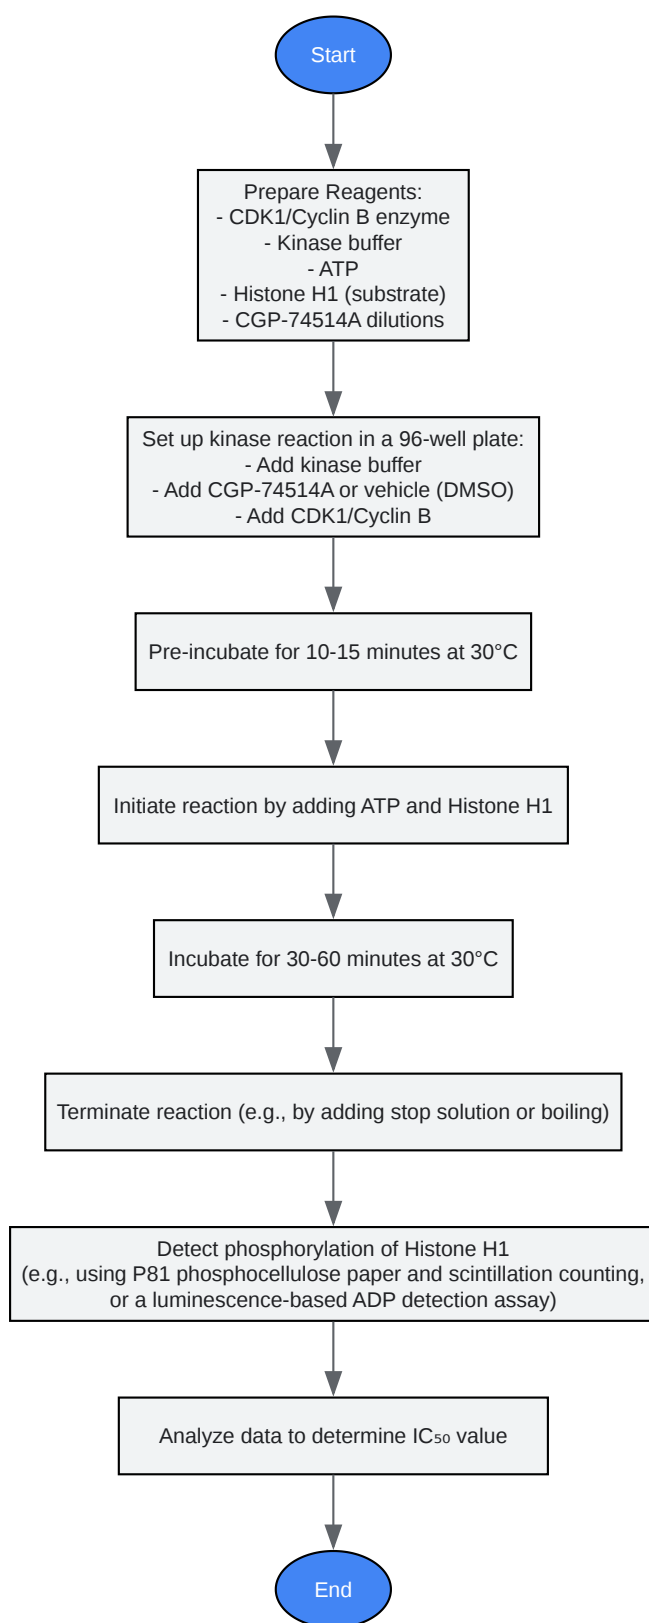 Start
Prepare Reagents:
- CDK1/Cyclin B enzyme
- Kinase buffer
- ATP
- Histone H1 (substrate)
- CGP-74514A dilutions
Set up kinase reaction in a 96-well plate:
- Add kinase buffer
- Add CGP-74514A or vehicle (DMSO)
- Add CDK1/Cyclin B
Pre-incubate for 10-15 minutes at 30°C
Initiate reaction by adding ATP and Histone H1
Incubate for 30-60 minutes at 30°C
Terminate reaction (e.g., by adding stop solution or boiling)
Detect phosphorylation of Histone H1
(e.g., using P81 phosphocellulose paper and scintillation counting,
or a luminescence-based ADP detection assay)
Analyze data to determine IC₅₀ value
End